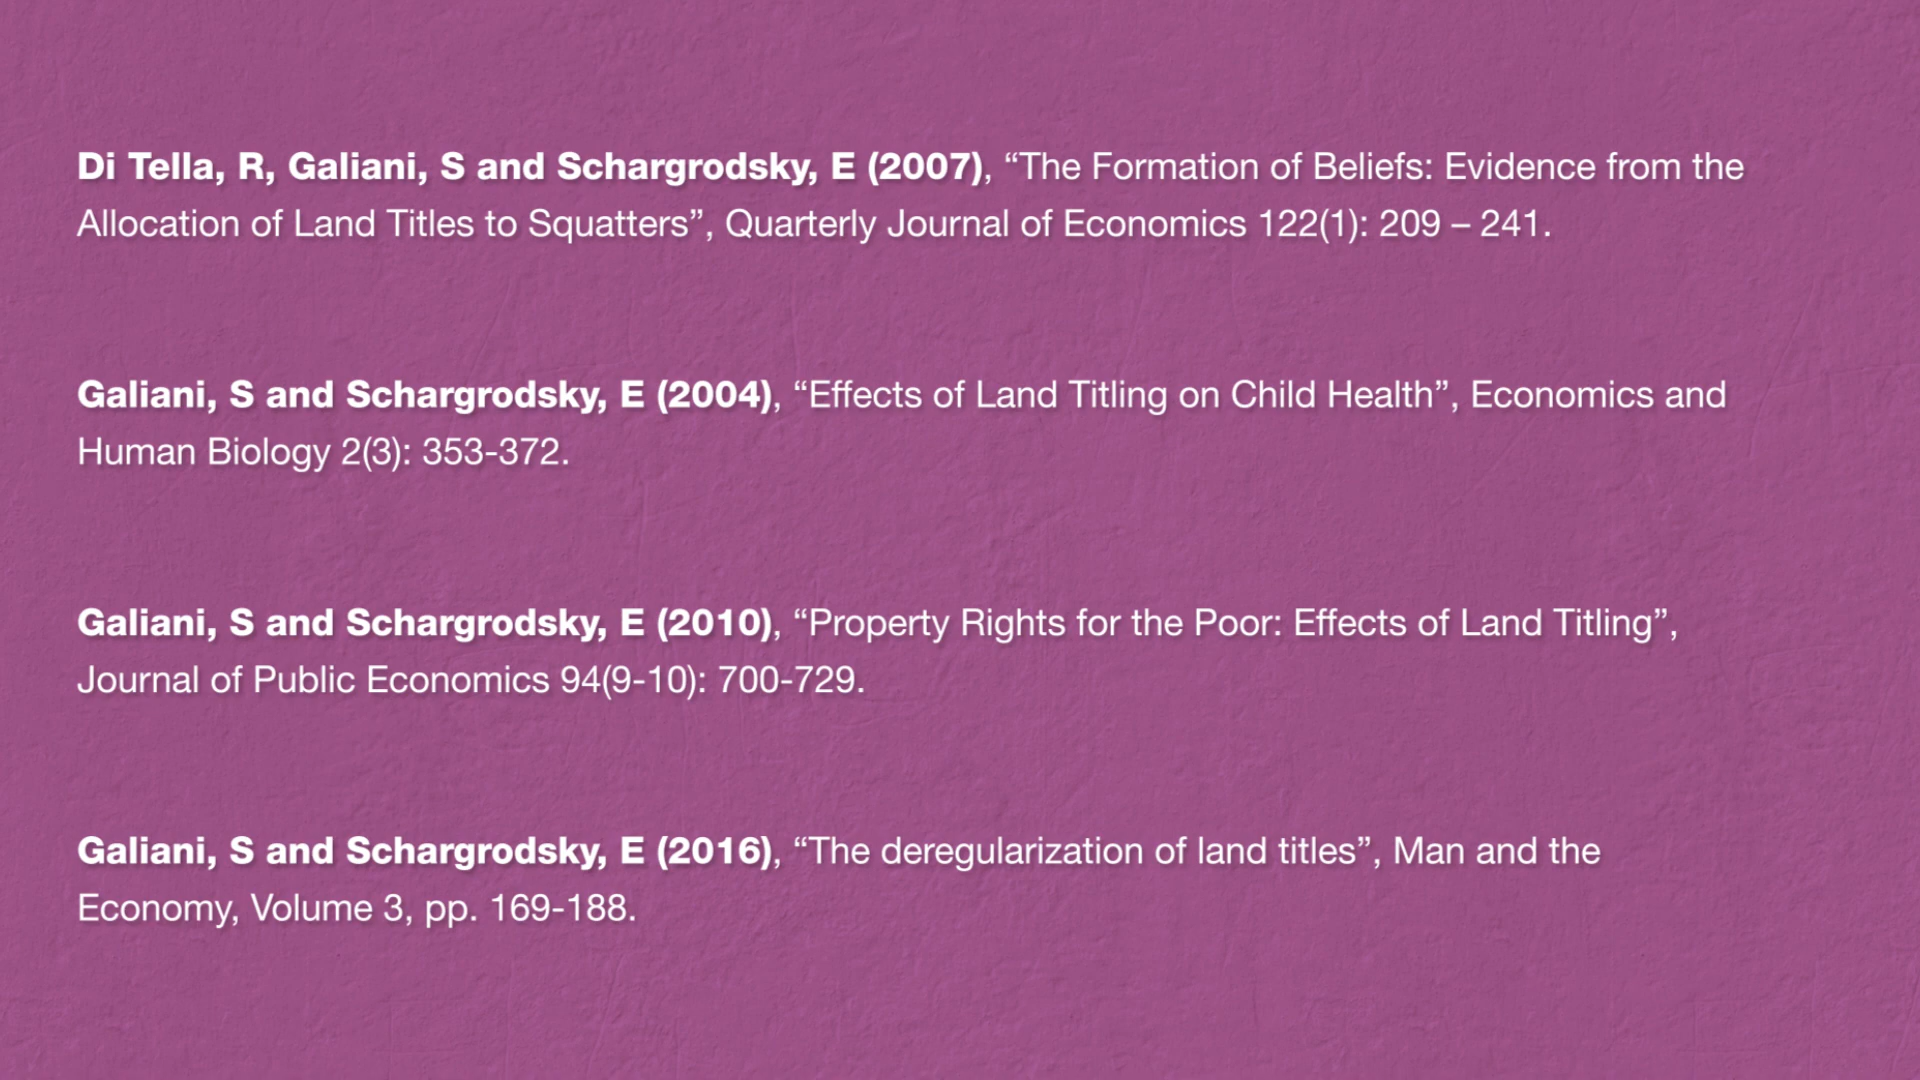 Di Tella, R, Galiani, S and Schargrodsky, E (2007), “The Formation of Beliefs: Evidence from the
Allocation of Land Titles to Squatters”, Quarterly Journal of Economics 122(1): 209 – 241.
Galiani, S and Schargrodsky, E (2004), “Effects of Land Titling on Child Health”, Economics and
Human Biology 2(3): 353-372.
Galiani, S and Schargrodsky, E (2010), “Property Rights for the Poor: Effects of Land Titling”,
Journal of Public Economics 94(9-10): 700-729.
Galiani, S and Schargrodsky, E (2016), “The deregularization of land titles”, Man and the
Economy, Volume 3, pp. 169-188.